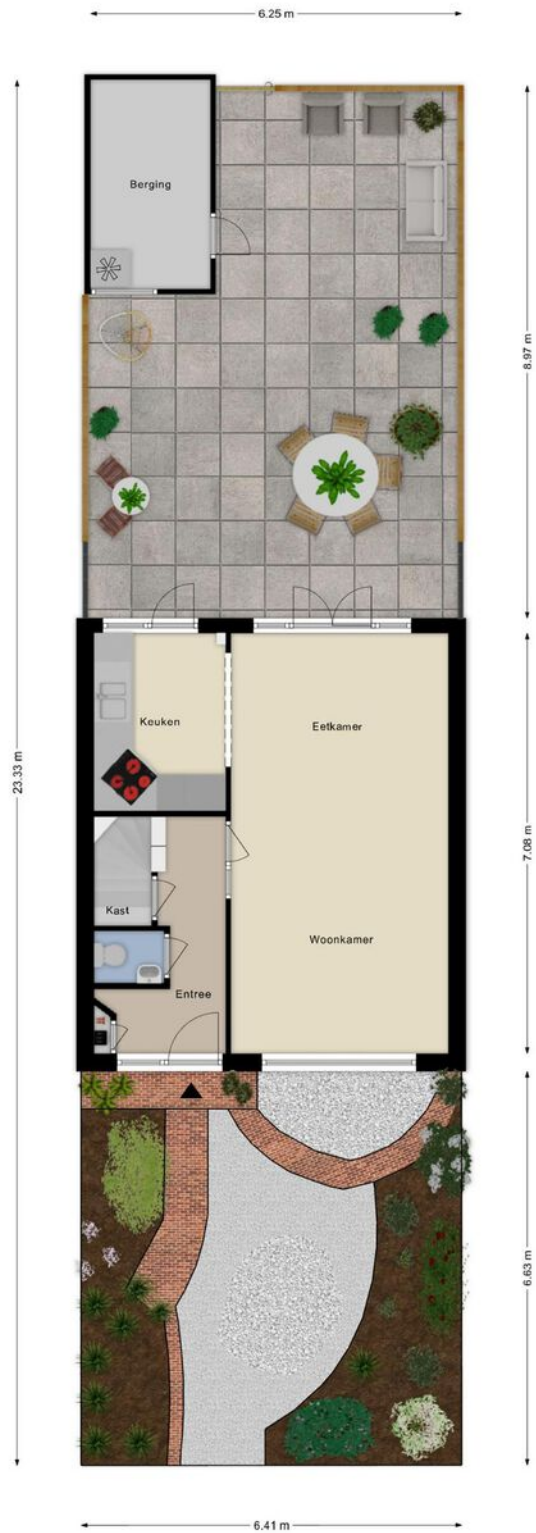 6.25 m
Berging
8.97 m
23.33 m
Keuken
Eetkamer
7.08 m
Kast
Woonkamer
Entree
6.63 m
6.41 m